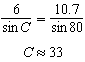 6/sin C = 10.7/sin 80
C ≈ 33